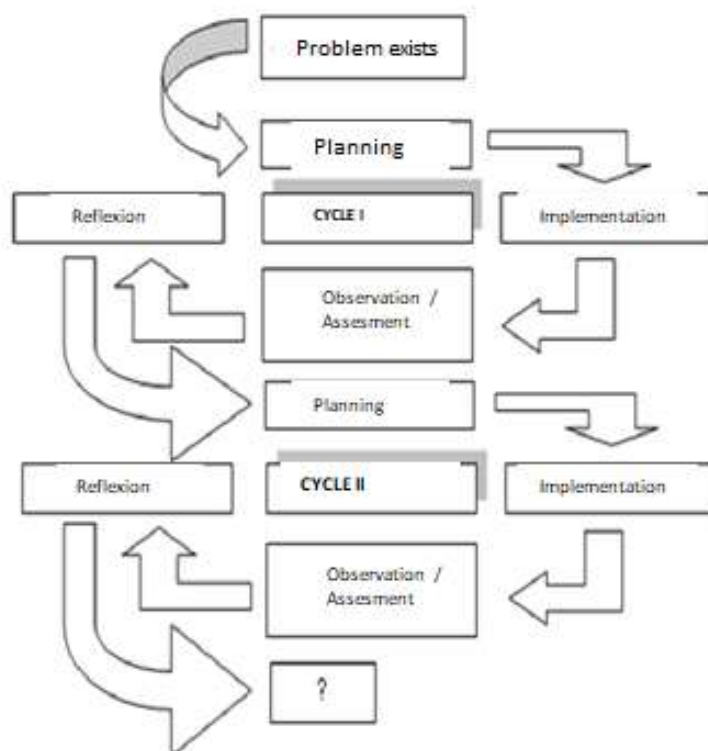 Problem exists
Planning
Reflexion
CYCLE I
Implementation
Observation /
Assesment
Planning
Reflexion
CYCLE II
Implementation
Observation /
Assesment
?